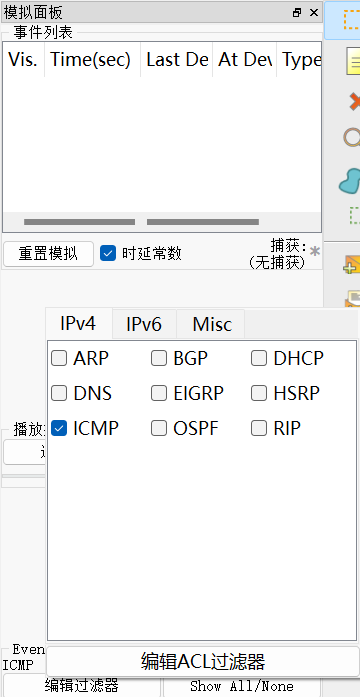 模拟面板
事件列表
Vis. Time(sec) Last De At Dev Type
重置模拟 时延常数 捕获:
(无捕获)
IPv4 IPv6 Misc
ARP BGP DHCP
DNS EIGRP HSRP
ICMP OSPF RIP
播放
Even
ICMP
编辑ACL过滤器
编辑过滤器 Show All/None